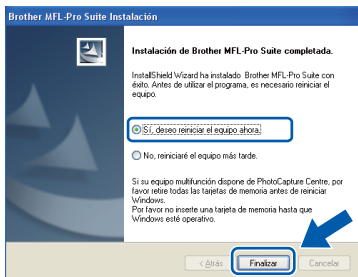 Brother MFL-Pro Suite Instalación
Instalación de Brother MFL-Pro Suite completada.
InstallShield Wizard ha instalado Brother MFL-Pro Suite con
éxito. Antes de utilizar el programa, es necesario reiniciar el
equipo.
Sí, deseo reiniciar el equipo ahora.
No, reiniciaré el equipo más tarde.
Si su equipo multifunción dispone de PhotoCapture Centre, por
favor retire todas las tarjetas de memoria antes de reiniciar
Windows.
Por favor no inserte una tarjeta de memoria hasta que
Windows esté operativo.
< Atrás
Finalizar
Cancelar